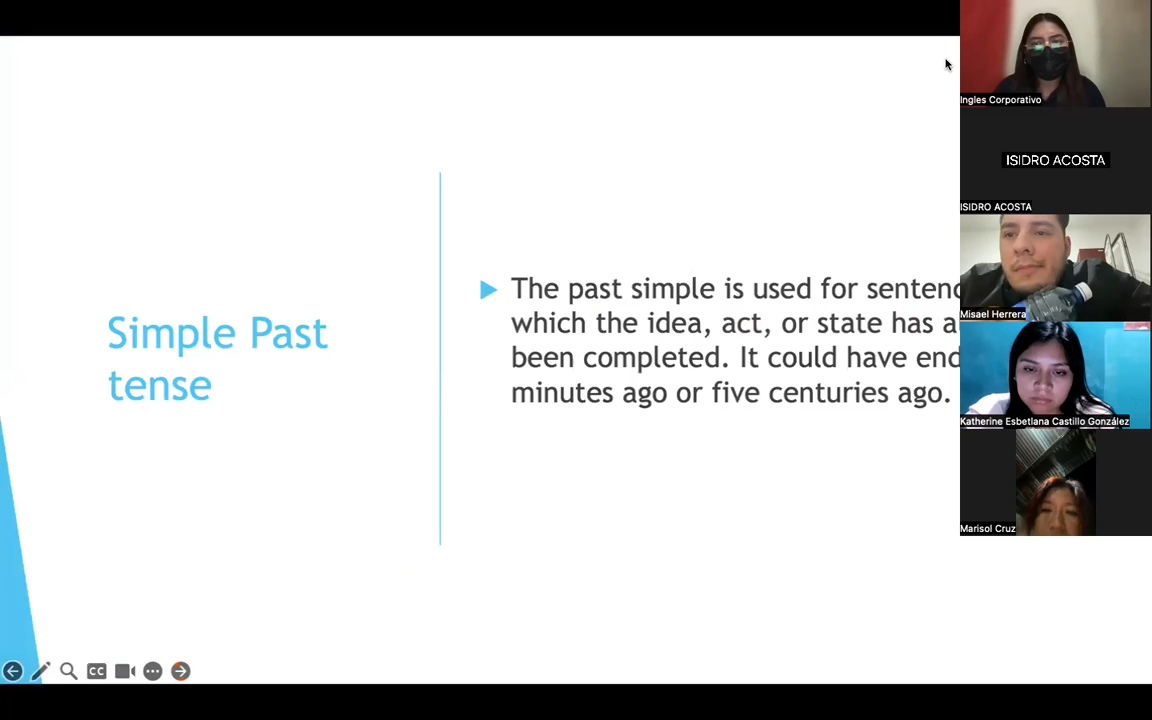 Simple Past
tense
The past simple is used for
which the idea, act, or state has
been completed. It could have
minutes ago or five centuries ago.
Ingles Corporativo
ISIDRO ACOSTA
ISIDRO ACOSTA
Misael Herrera
Katherine Esbetlana Castillo González
Marisol Cruz
CC